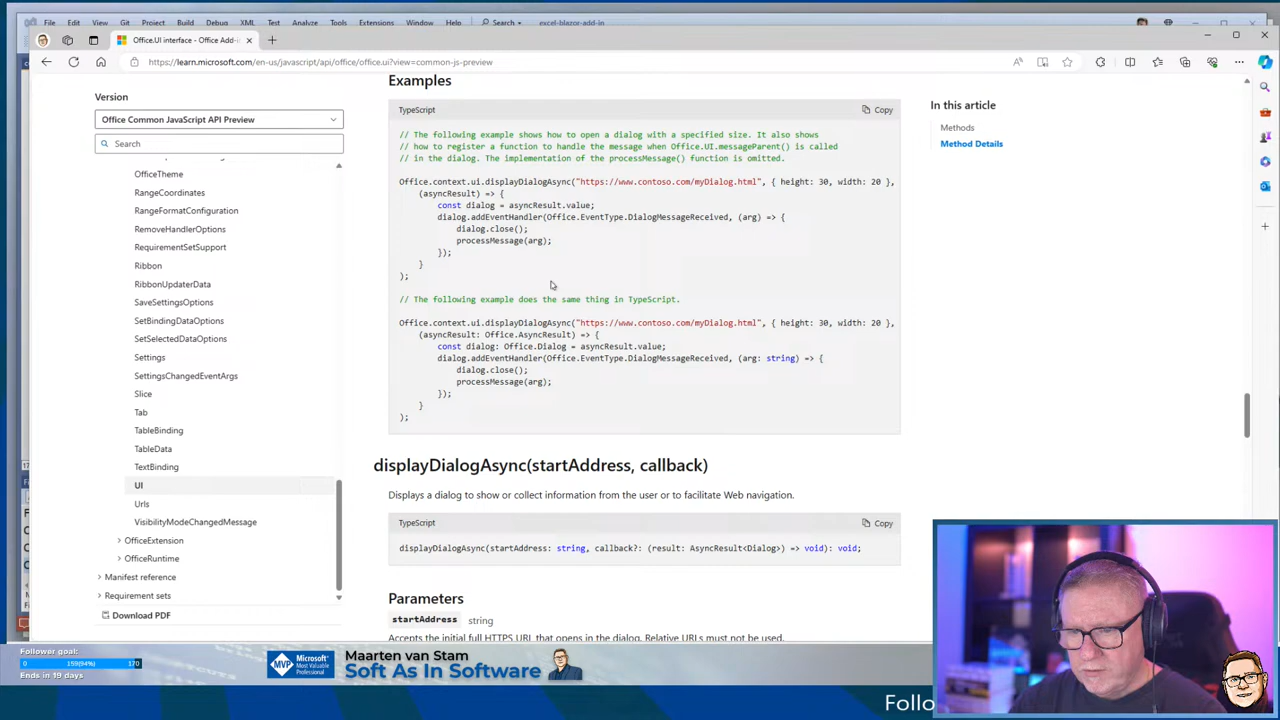 File Edit View Git Project Build Debug XML Test Analyze Tools Extensions Window Help Search excel-blazor-add-in
Office.UI interface - Office Add-i
https://learn.microsoft.com/en-us/javascript/api/office/office.ui?view=common-js-preview
Version
Office Common JavaScript API Preview
Search
OfficeTheme
RangeCoordinates
RangeFormatConfiguration
RemoveHandlerOptions
RequirementSetSupport
Ribbon
RibbonUpdaterData
SaveSettingsOptions
SetBindingDataOptions
SetSelectedDataOptions
Settings
SettingsChangedEventArgs
Slice
Tab
TableBinding
TableData
TextBinding
UI
Urls
VisibilityModeChangedMessage
OfficeExtension
OfficeRuntime
Manifest reference
Requirement sets
Download PDF
Examples
TypeScript Copy
// The following example shows how to open a dialog with a specified size. It also shows
// how to register a function to handle the message when Office.UI.messageParent() is called
// in the dialog. The implementation of the processMessage() function is omitted.
Office.context.ui.displayDialogAsync("https://www.contoso.com/myDialog.html", { height: 30, width: 20 },
(asyncResult) => {
const dialog = asyncResult.value;
dialog.addEventHandler(Office.EventType.DialogMessageReceived, (arg) => {
dialog.close();
processMessage(arg);
});
}
);
// The following example does the same thing in TypeScript.
Office.context.ui.displayDialogAsync("https://www.contoso.com/myDialog.html", { height: 30, width: 20 },
(asyncResult: Office.AsyncResult) => {
const dialog: Office.Dialog = asyncResult.value;
dialog.addEventHandler(Office.EventType.DialogMessageReceived, (arg: string) => {
dialog.close();
processMessage(arg);
});
}
);
displayDialogAsync(startAddress, callback)
Displays a dialog to show or collect information from the user or to facilitate Web navigation.
TypeScript Copy
displayDialogAsync(startAddress: string, callback?: (result: AsyncResult<Dialog>) => void): void;
Parameters
startAddress string
Accepts the initial full HTTPS URL that opens in the dialog. Relative URLs must not be used.
In this article
Methods
Method Details
Follower goal:
0 159(94%) 170
Ends in 19 days
MVP Microsoft Most Valuable Professional
Maarten van Stam
Soft As In Software
Follo